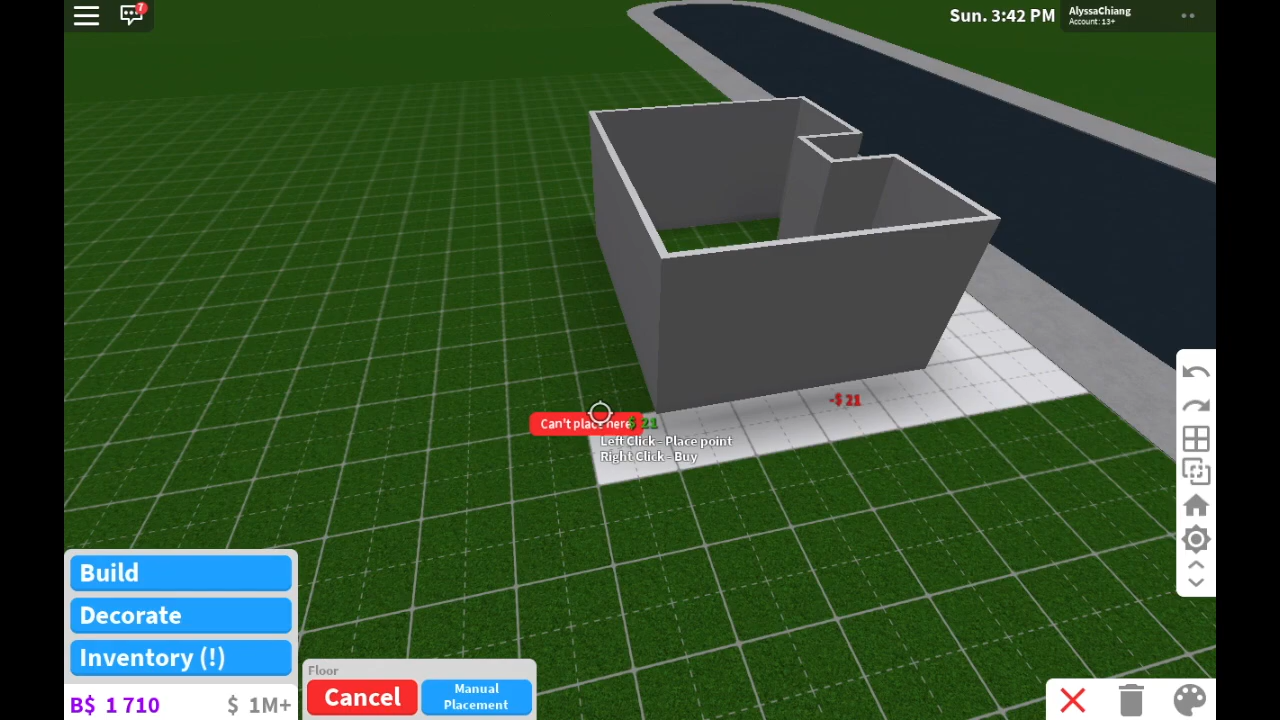 7
Sun. 3:42 PM
AlyssaChiang
Account: 13+
-$ 21
Can't place here
$ 21
Left Click - Place point
Right Click - Buy
Build
Decorate
Inventory (!)
B$ 1 710
$ 1M+
Floor
Cancel
Manual
Placement